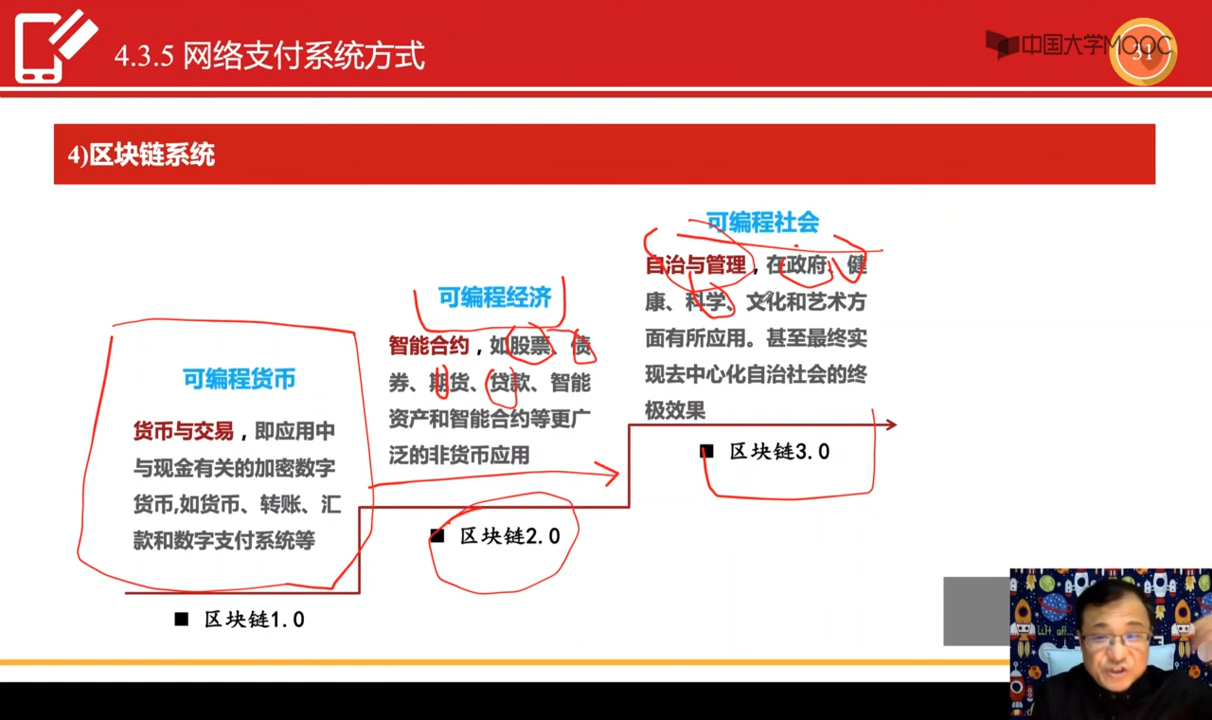 4.3.5 网络支付系统方式
中国大学MOOC
31
4)区块链系统
可编程社会
自治与管理，在政府、健
康、科学、文化和艺术方
面有所应用。甚至最终实
现去中心化自治社会的终
极效果
■ 区块链3.0
可编程经济
智能合约，如股票、债
券、期货、贷款、智能
资产和智能合约等更广
泛的非货币应用
■ 区块链2.0
可编程货币
货币与交易，即应用中
与现金有关的加密数字
货币,如货币、转账、汇
款和数字支付系统等
■ 区块链1.0